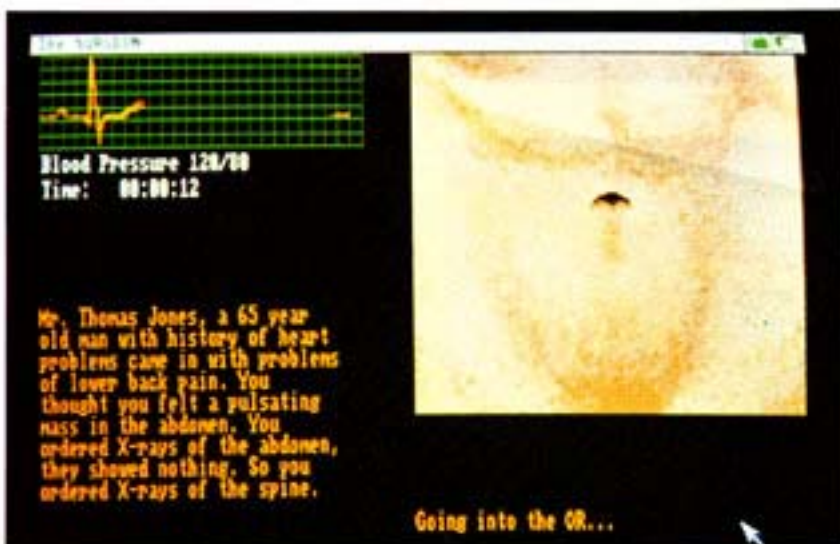 The SURGEON
Blood Pressure 120/80
Time: 00:00:12
Mr. Thomas Jones, a 65 year
old man with history of heart
problems came in with problems
of lower back pain. You
thought you felt a pulsating
mass in the abdomen. You
ordered X-rays of the abdomen,
they showed nothing. So you
ordered X-rays of the spine.
Going into the OR...